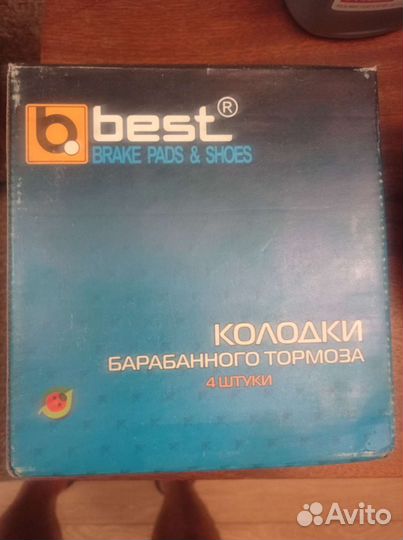 best®
BRAKE PADS & SHOES
КОЛОДКИ
БАРАБАННОГО ТОРМОЗА
4 ШТУКИ
Avito